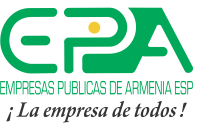 EPA
EMPRESAS PUBLICAS DE ARMENIA ESP
¡La empresa de todos!